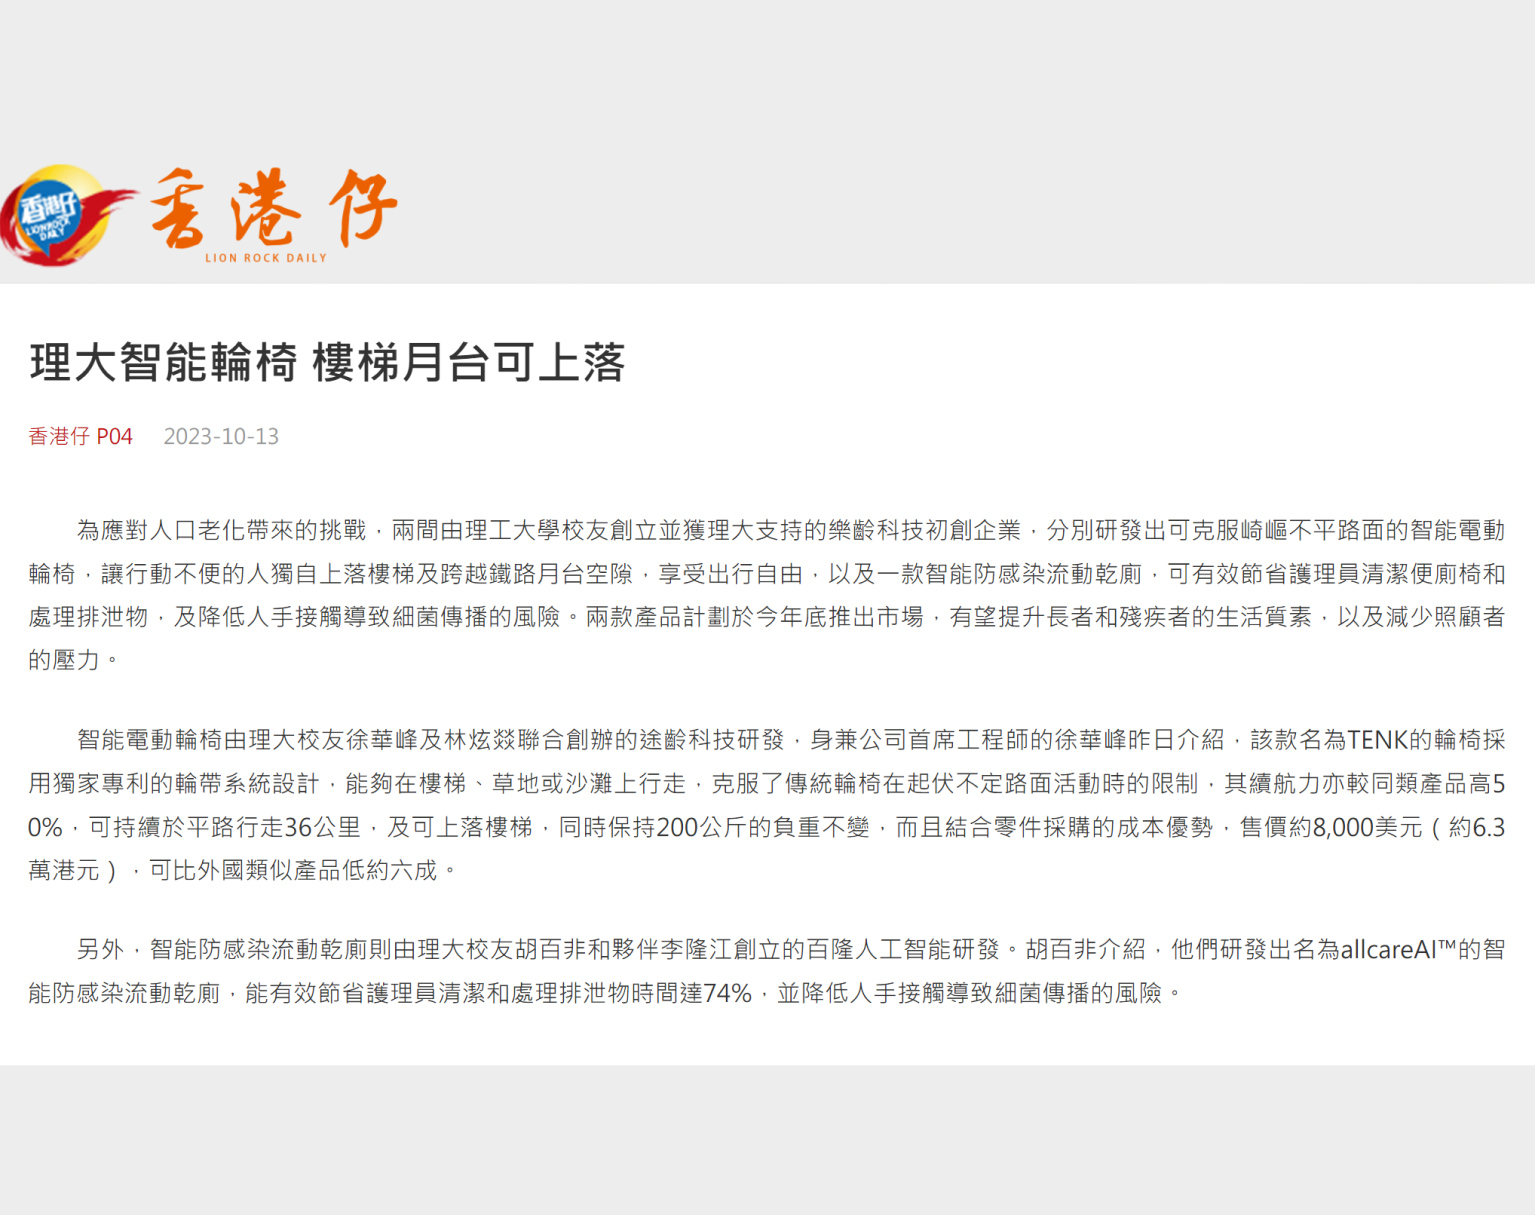 香港仔
LION ROCK DAILY
香港仔
LION ROCK DAILY
理大智能輪椅 樓梯月台可上落
香港仔 P04 2023-10-13
為應對人口老化帶來的挑戰，兩間由理工大學校友創立並獲理大支持的樂齡科技初創企業，分別研發出可克服崎嶇不平路面的智能電動
輪椅，讓行動不便的人獨自上落樓梯及跨越鐵路月台空隙，享受出行自由，以及一款智能防感染流動乾廁，可有效節省護理員清潔便廁椅和
處理排泄物，及降低人手接觸導致細菌傳播的風險。兩款產品計劃於今年底推出市場，有望提升長者和殘疾者的生活質素，以及減少照顧者
的壓力。
智能電動輪椅由理大校友徐華峰及林炫燚聯合創辦的途齡科技研發，身兼公司首席工程師的徐華峰昨日介紹，該款名為TENK的輪椅採
用獨家專利的輪帶系統設計，能夠在樓梯、草地或沙灘上行走，克服了傳統輪椅在起伏不定路面活動時的限制，其續航力亦較同類產品高5
0%，可持續於平路行走36公里，及可上落樓梯，同時保持200公斤的負重不變，而且結合零件採購的成本優勢，售價約8,000美元（約6.3
萬港元），可比外國類似產品低約六成。
另外，智能防感染流動乾廁則由理大校友胡百非和夥伴李隆江創立的百隆人工智能研發。胡百非介紹，他們研發出名為allcareAI™的智
能防感染流動乾廁，能有效節省護理員清潔和處理排泄物時間達74%，並降低人手接觸導致細菌傳播的風險。